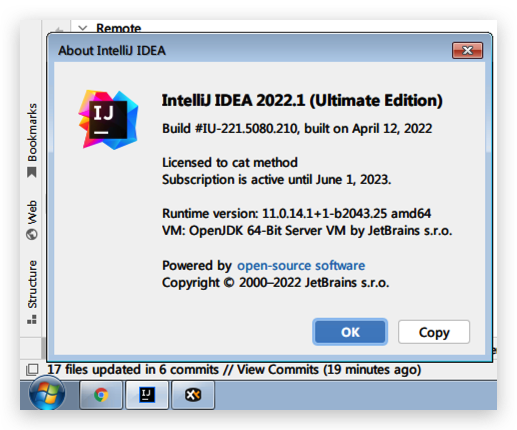 Remote
About IntelliJ IDEA
IJ
IntelliJ IDEA 2022.1 (Ultimate Edition)
Build #IU-221.5080.210, built on April 12, 2022
Licensed to cat method
Subscription is active until June 1, 2023.
Runtime version: 11.0.14.1+1-b2043.25 amd64
VM: OpenJDK 64-Bit Server VM by JetBrains s.r.o.
Powered by open-source software
Copyright © 2000–2022 JetBrains s.r.o.
OK
Copy
Bookmarks
Web
Structure
17 files updated in 6 commits // View Commits (19 minutes ago)
IJ